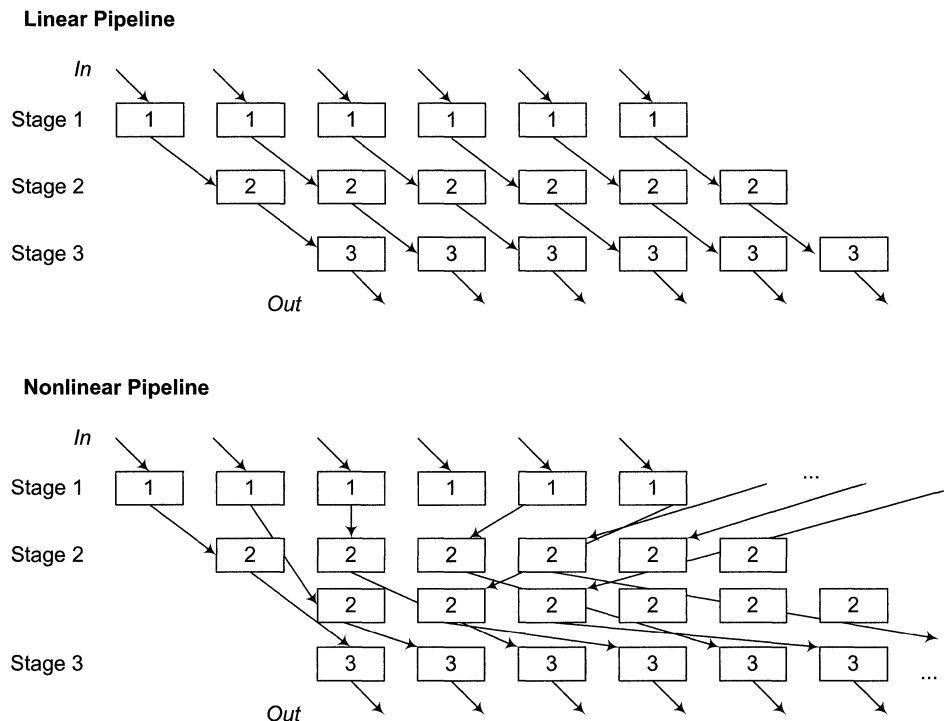 Linear Pipeline
In
Stage 1 1 1 1 1 1 1
Stage 2 2 2 2 2 2 2
Stage 3 3 3 3 3 3 3
Out
Nonlinear Pipeline
In
Stage 1 1 1 1 1 1 1 ...
Stage 2 2 2 2 2 2 2
2 2 2 2 2 2
Stage 3 3 3 3 3 3 3 ...
Out